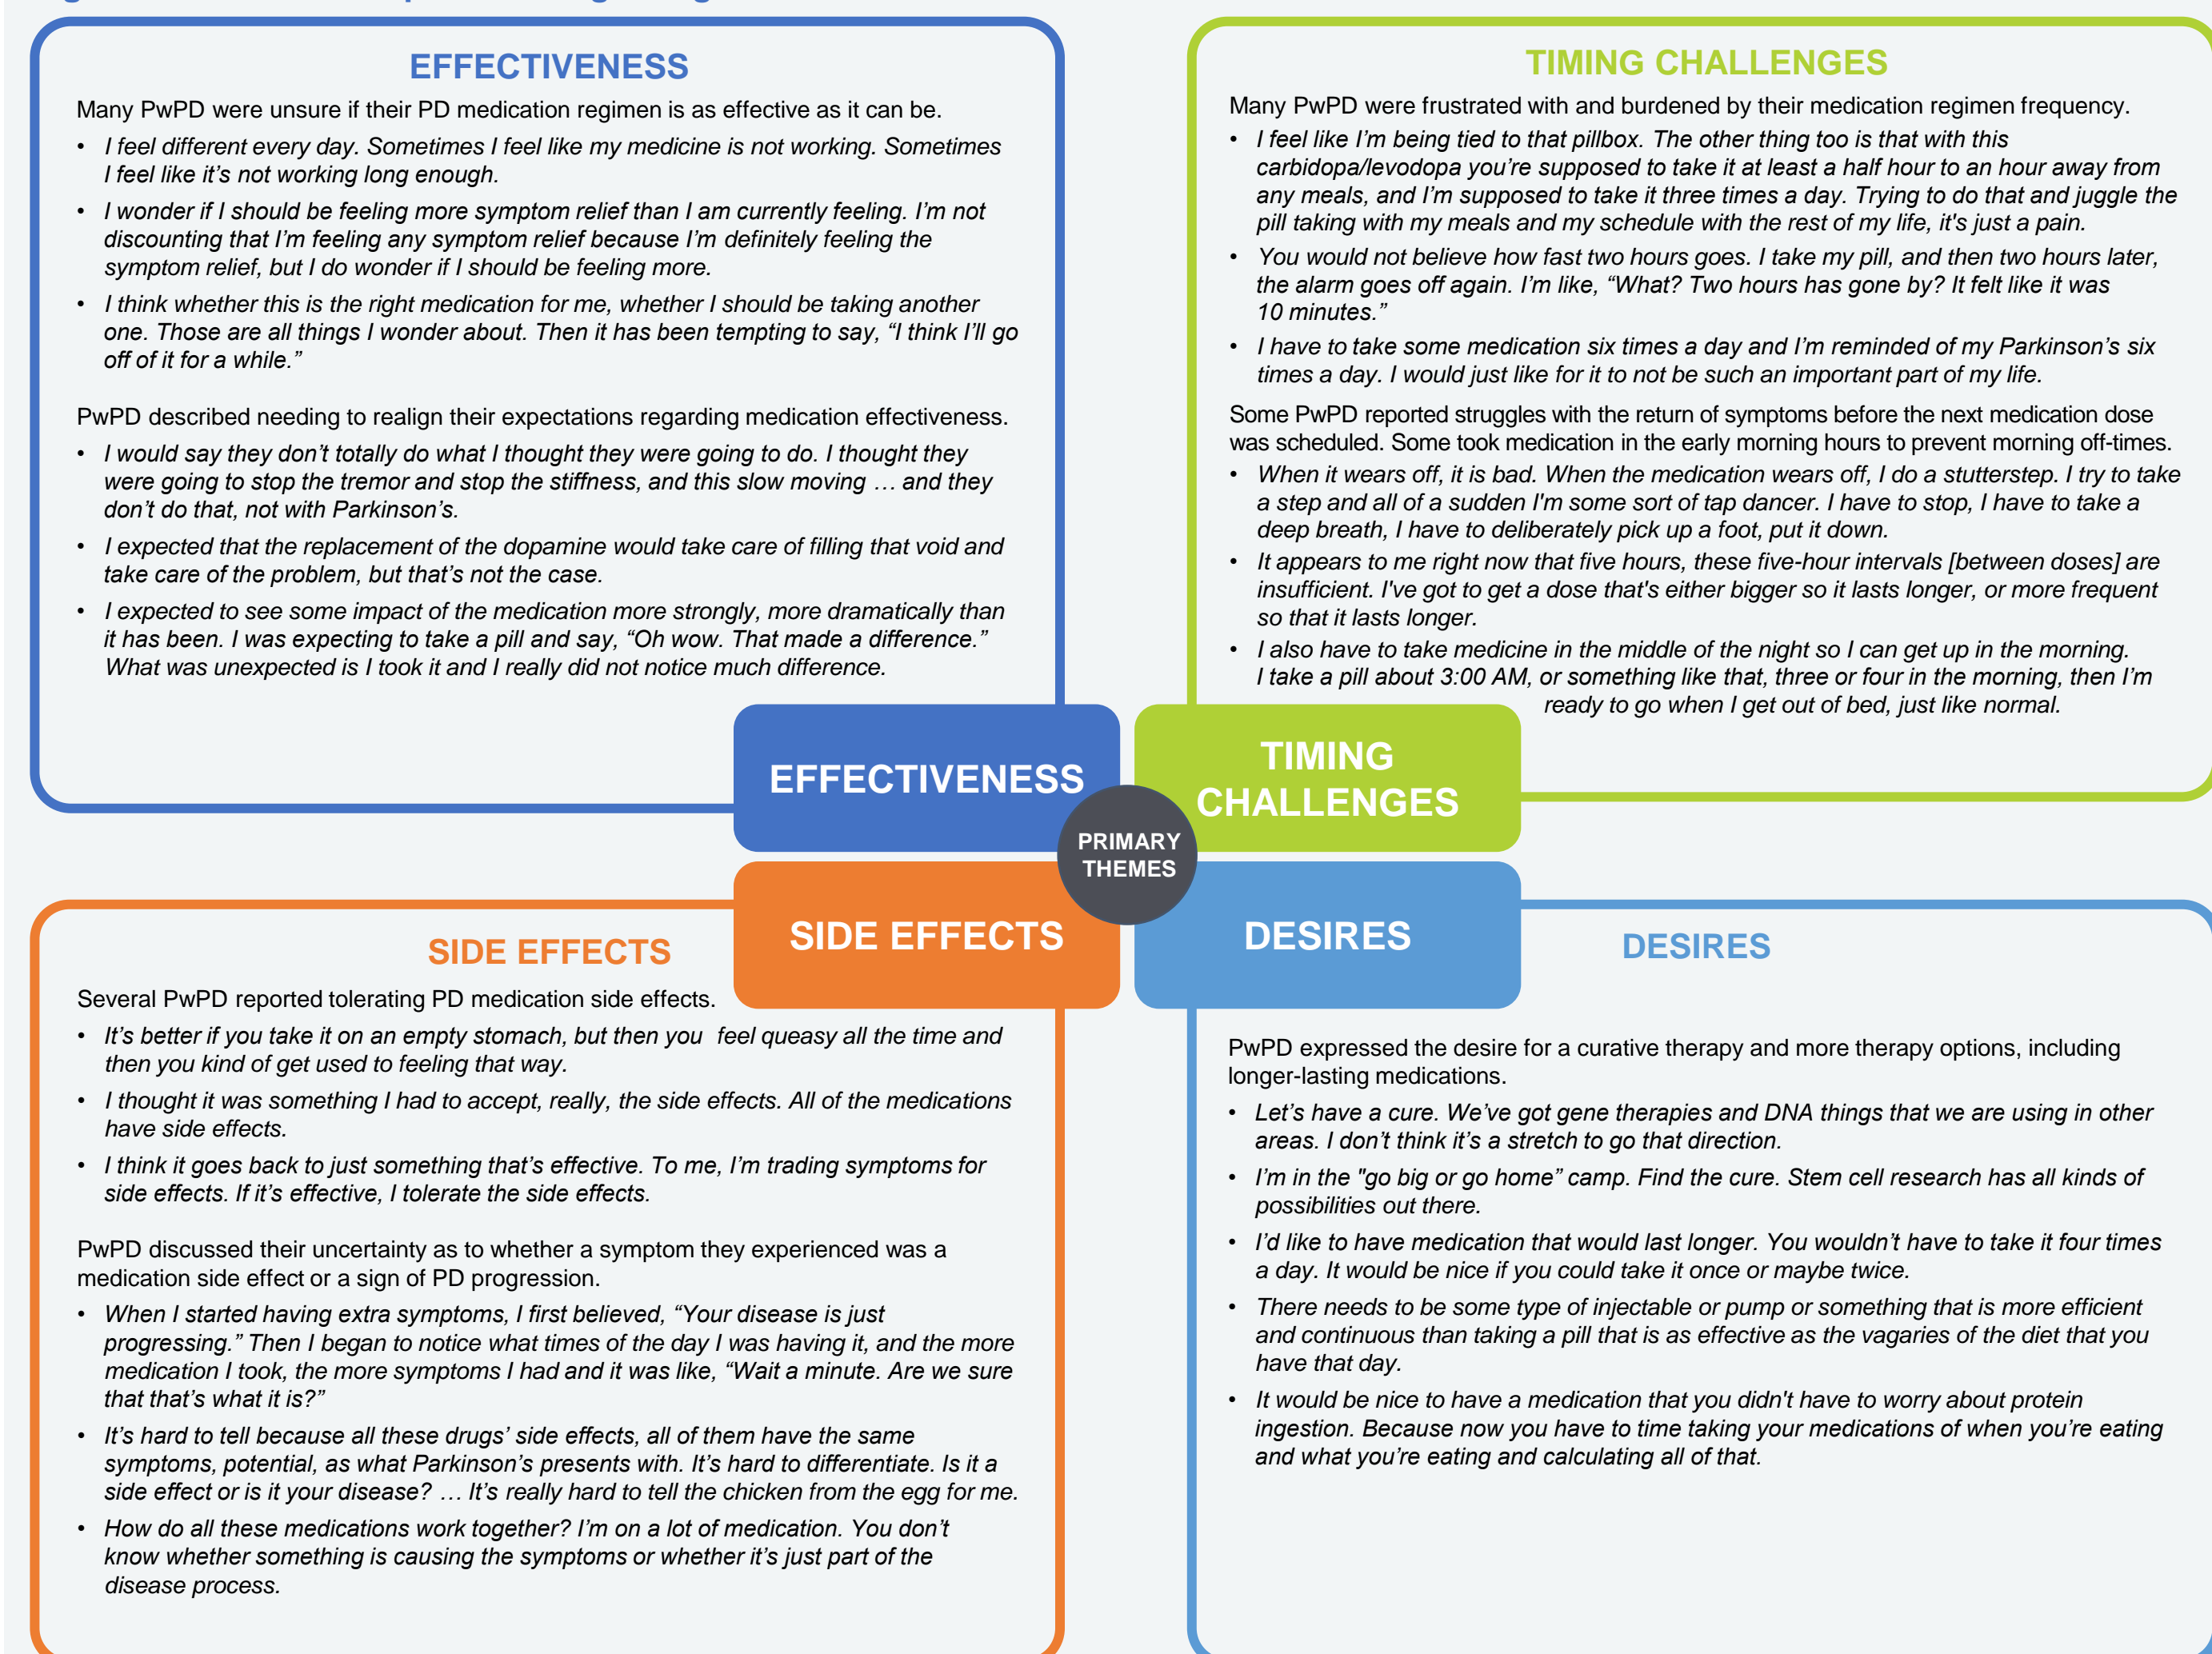 EFFECTIVENESS
Many PwPD were unsure if their PD medication regimen is as effective as it can be.
• I feel different every day. Sometimes I feel like my medicine is not working. Sometimes
I feel like it’s not working long enough.
• I wonder if I should be feeling more symptom relief than I am currently feeling. I’m not
discounting that I’m feeling any symptom relief because I’m definitely feeling the
symptom relief, but I do wonder if I should be feeling more.
• I think whether this is the right medication for me, whether I should be taking another
one. Those are all things I wonder about. Then it has been tempting to say, “I think I’ll go
off of it for a while.”
PwPD described needing to realign their expectations regarding medication effectiveness.
• I would say they don’t totally do what I thought they were going to do. I thought they
were going to stop the tremor and stop the stiffness, and this slow moving … and they
don’t do that, not with Parkinson’s.
• I expected that the replacement of the dopamine would take care of filling that void and
take care of the problem, but that’s not the case.
• I expected to see some impact of the medication more strongly, more dramatically than
it has been. I was expecting to take a pill and say, “Oh wow. That made a difference.”
What was unexpected is I took it and I really did not notice much difference.
TIMING CHALLENGES
Many PwPD were frustrated with and burdened by their medication regimen frequency.
• I feel like I’m being tied to that pillbox. The other thing too is that with this
carbidopa/levodopa you’re supposed to take it at least a half hour to an hour away from
any meals, and I’m supposed to take it three times a day. Trying to do that and juggle the
pill taking with my meals and my schedule with the rest of my life, it's just a pain.
• You would not believe how fast two hours goes. I take my pill, and then two hours later,
the alarm goes off again. I’m like, “What? Two hours has gone by? It felt like it was
10 minutes.”
• I have to take some medication six times a day and I’m reminded of my Parkinson’s six
times a day. I would just like for it to not be such an important part of my life.
Some PwPD reported struggles with the return of symptoms before the next medication dose
was scheduled. Some took medication in the early morning hours to prevent morning off-times.
• When it wears off, it is bad. When the medication wears off, I do a stutterstep. I try to take
a step and all of a sudden I'm some sort of tap dancer. I have to stop, I have to take a
deep breath, I have to deliberately pick up a foot, put it down.
• It appears to me right now that five hours, these five-hour intervals [between doses] are
insufficient. I've got to get a dose that's either bigger so it lasts longer, or more frequent
so that it lasts longer.
• I also have to take medicine in the middle of the night so I can get up in the morning.
I take a pill about 3:00 AM, or something like that, three or four in the morning, then I’m
ready to go when I get out of bed, just like normal.
EFFECTIVENESS
TIMING
CHALLENGES
PRIMARY
THEMES
SIDE EFFECTS
DESIRES
SIDE EFFECTS
Several PwPD reported tolerating PD medication side effects.
• It’s better if you take it on an empty stomach, but then you feel queasy all the time and
then you kind of get used to feeling that way.
• I thought it was something I had to accept, really, the side effects. All of the medications
have side effects.
• I think it goes back to just something that’s effective. To me, I’m trading symptoms for
side effects. If it’s effective, I tolerate the side effects.
PwPD discussed their uncertainty as to whether a symptom they experienced was a
medication side effect or a sign of PD progression.
• When I started having extra symptoms, I first believed, “Your disease is just
progressing.” Then I began to notice what times of the day I was having it, and the more
medication I took, the more symptoms I had and it was like, “Wait a minute. Are we sure
that that’s what it is?”
• It’s hard to tell because all these drugs’ side effects, all of them have the same
symptoms, potential, as what Parkinson’s presents with. It’s hard to differentiate. Is it a
side effect or is it your disease? … It’s really hard to tell the chicken from the egg for me.
• How do all these medications work together? I’m on a lot of medication. You don’t
know whether something is causing the symptoms or whether it’s just part of the
disease process.
DESIRES
PwPD expressed the desire for a curative therapy and more therapy options, including
longer-lasting medications.
• Let’s have a cure. We’ve got gene therapies and DNA things that we are using in other
areas. I don’t think it’s a stretch to go that direction.
• I’m in the "go big or go home” camp. Find the cure. Stem cell research has all kinds of
possibilities out there.
• I’d like to have medication that would last longer. You wouldn’t have to take it four times
a day. It would be nice if you could take it once or maybe twice.
• There needs to be some type of injectable or pump or something that is more efficient
and continuous than taking a pill that is as effective as the vagaries of the diet that you
have that day.
• It would be nice to have a medication that you didn't have to worry about protein
ingestion. Because now you have to time taking your medications of when you’re eating
and what you’re eating and calculating all of that.